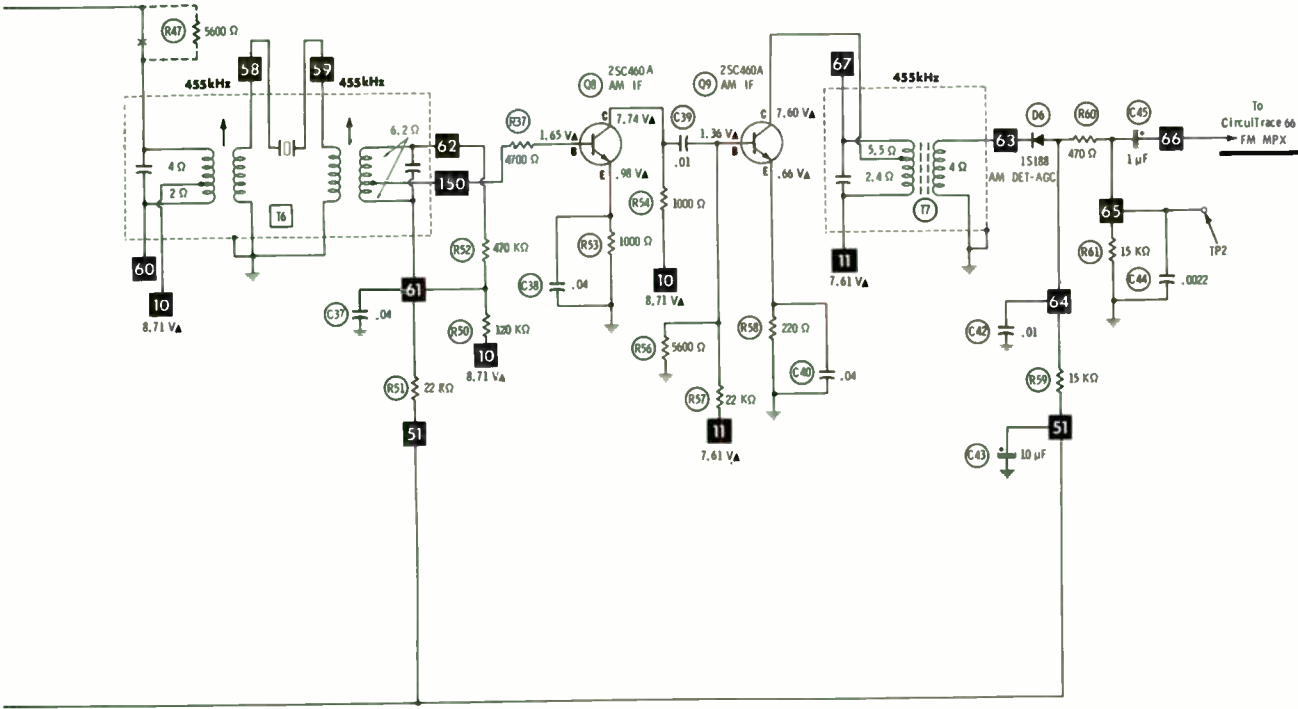 R47 5600 Ω
58 59
455kHz 455kHz
4 Ω
2 Ω
T6
6.2 Ω
62
150
60
10
8.71 V▲
R37
4700 Ω
1.65 V▲
Q8
2SC460A
AM IF
C
7.74 V▲
B
E
.98 V▲
C39
.01
R54 1000 Ω
10
8.71 V▲
R53 1000 Ω
C38 .04
R52 470 KΩ
61
C37 .04
R50 120 KΩ
10
8.71 V▲
R51 22 KΩ
51
Q9
2SC460A
AM IF
1.36 V▲
C
7.60 V▲
B
E
.66 V▲
R56 5600 Ω
R57 22 KΩ
11
7.61 V▲
R58 220 Ω
C40 .04
67
455kHz
5.5 Ω
2.4 Ω
4 Ω
T7
11
7.61 V▲
63
D6
1S188
AM DET-AGC
R60
470 Ω
C45
1 µF
66
To
CircuiTrace 66
FM MPX
65
TP2
R61 15 KΩ
C44 .0022
64
C42 .01
R59 15 KΩ
51
C43 10 µF